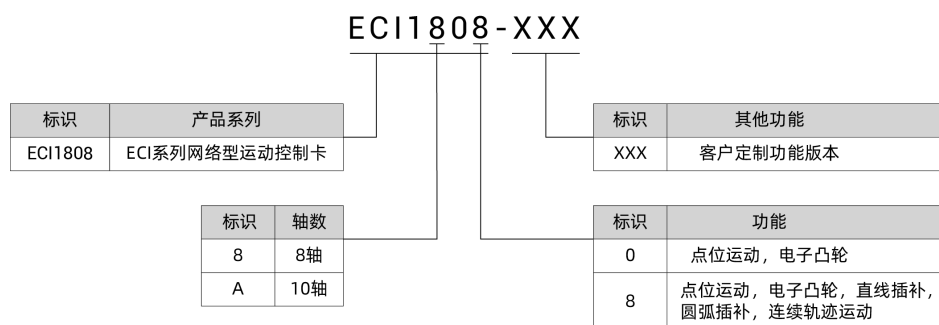 ECI1808-XXX
标识 产品系列
ECI1808 ECI系列网络型运动控制卡
标识 其他功能
XXX 客户定制功能版本
标识 轴数
8 8轴
A 10轴
标识 功能
0 点位运动，电子凸轮
8 点位运动，电子凸轮，直线插补，
圆弧插补，连续轨迹运动